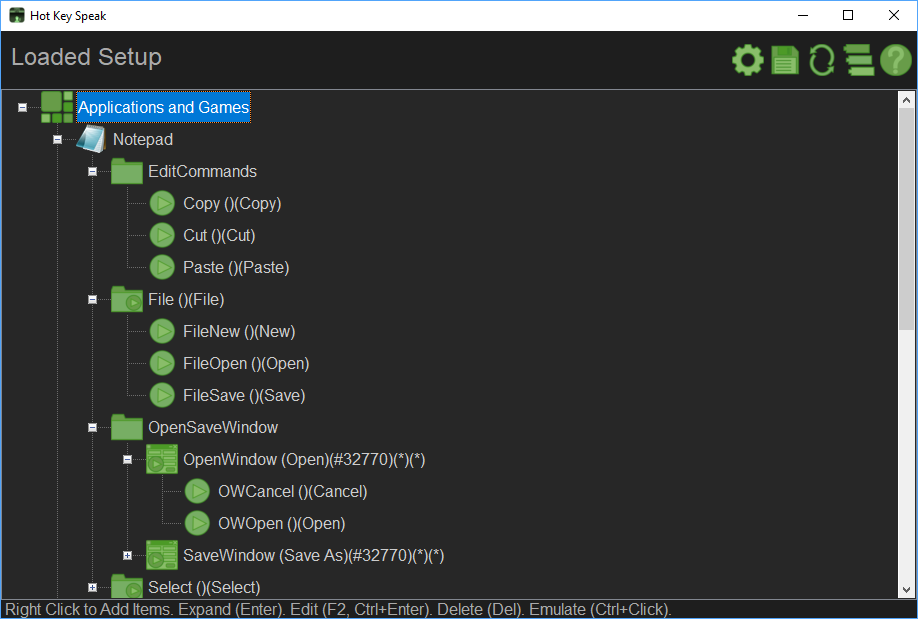 Hot Key Speak
Loaded Setup
Applications and Games
Notepad
EditCommands
Copy ()(Copy)
Cut ()(Cut)
Paste ()(Paste)
File ()(File)
FileNew ()(New)
FileOpen ()(Open)
FileSave ()(Save)
OpenSaveWindow
OpenWindow (Open)(#32770)(*)(*)
OWCancel ()(Cancel)
OWOpen ()(Open)
SaveWindow (Save As)(#32770)(*)(*)
Select ()(Select)
Right Click to Add Items. Expand (Enter). Edit (F2, Ctrl+Enter). Delete (Del). Emulate (Ctrl+Click).